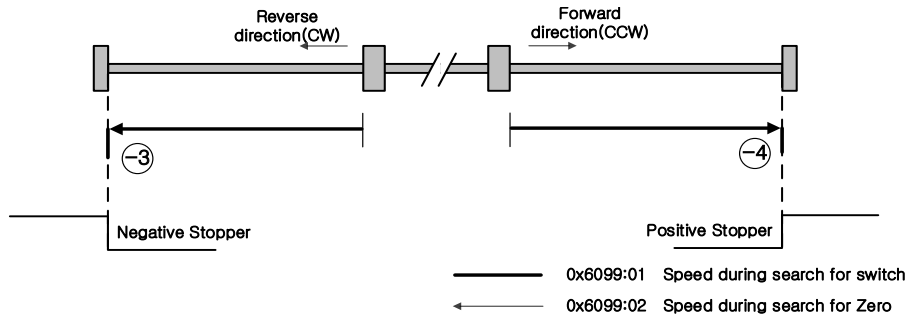 Reverse
direction(CW)
Forward
direction(CCW)
-3
-4
Negative Stopper
Positive Stopper
0x6099:01 Speed during search for switch
0x6099:02 Speed during search for Zero